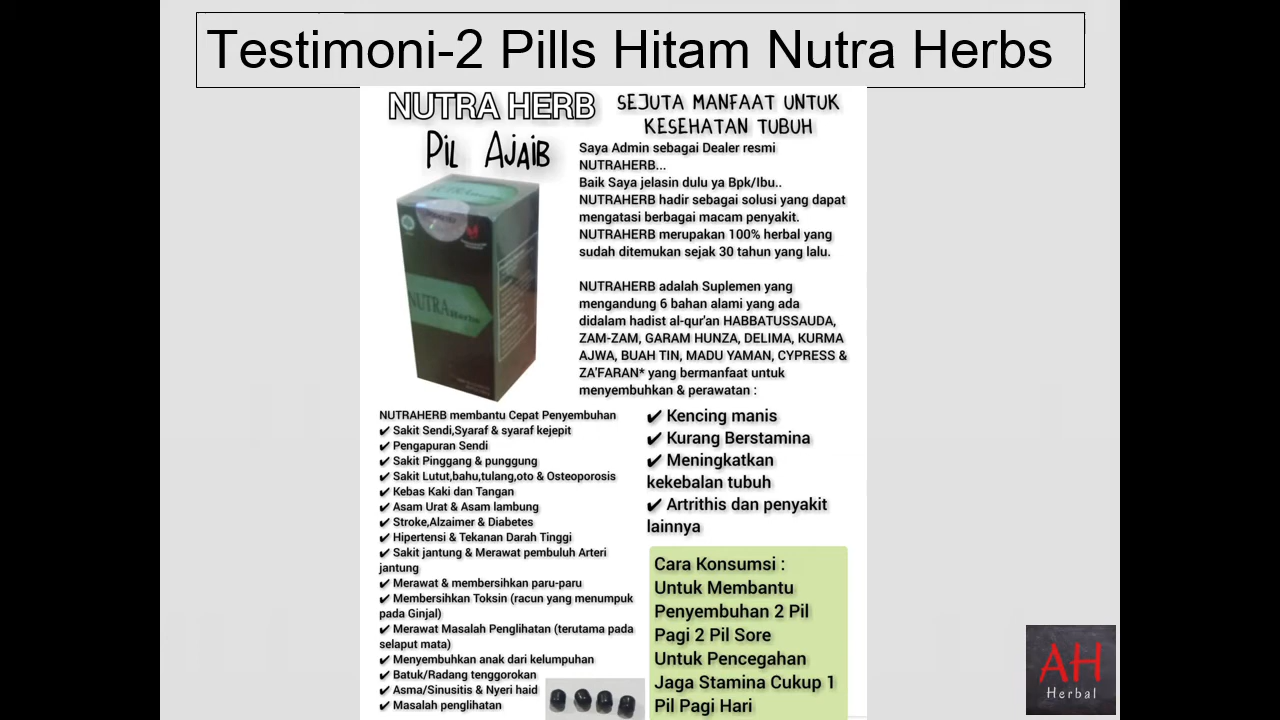 Testimoni-2 Pills Hitam Nutra Herbs
NUTRA HERB
Pil Ajaib
SEJUTA MANFAAT UNTUK
KESEHATAN TUBUH
Saya Admin sebagai Dealer resmi
NUTRAHERB...
Baik Saya jelasin dulu ya Bpk/Ibu..
NUTRAHERB hadir sebagai solusi yang dapat
mengatasi berbagai macam penyakit.
NUTRAHERB merupakan 100% herbal yang
sudah ditemukan sejak 30 tahun yang lalu.
NUTRAHERB adalah Suplemen yang
mengandung 6 bahan alami yang ada
didalam hadist al-qur'an HABBATUSSAUDA,
ZAM-ZAM, GARAM HUNZA, DELIMA, KURMA
AJWA, BUAH TIN, MADU YAMAN, CYPRESS &
ZA'FARAN* yang bermanfaat untuk
menyembuhkan & perawatan :
NUTRA Herbs
NUTRAHERB membantu Cepat Penyembuhan
✔ Sakit Sendi,Syaraf & syaraf kejepit
✔ Pengapuran Sendi
✔ Sakit Pinggang & punggung
✔ Sakit Lutut,bahu,tulang,oto & Osteoporosis
✔ Kebas Kaki dan Tangan
✔ Asam Urat & Asam lambung
✔ Stroke,Alzaimer & Diabetes
✔ Hipertensi & Tekanan Darah Tinggi
✔ Sakit jantung & Merawat pembuluh Arteri
jantung
✔ Merawat & membersihkan paru-paru
✔ Membersihkan Toksin (racun yang menumpuk
pada Ginjal)
✔ Merawat Masalah Penglihatan (terutama pada
selaput mata)
✔ Menyembuhkan anak dari kelumpuhan
✔ Batuk/Radang tenggorokan
✔ Asma/Sinusitis & Nyeri haid
✔ Masalah penglihatan
✔ Kencing manis
✔ Kurang Berstamina
✔ Meningkatkan
kekebalan tubuh
✔ Artrithis dan penyakit
lainnya
Cara Konsumsi :
Untuk Membantu
Penyembuhan 2 Pil
Pagi 2 Pil Sore
Untuk Pencegahan
Jaga Stamina Cukup 1
Pil Pagi Hari
AH
Herbal